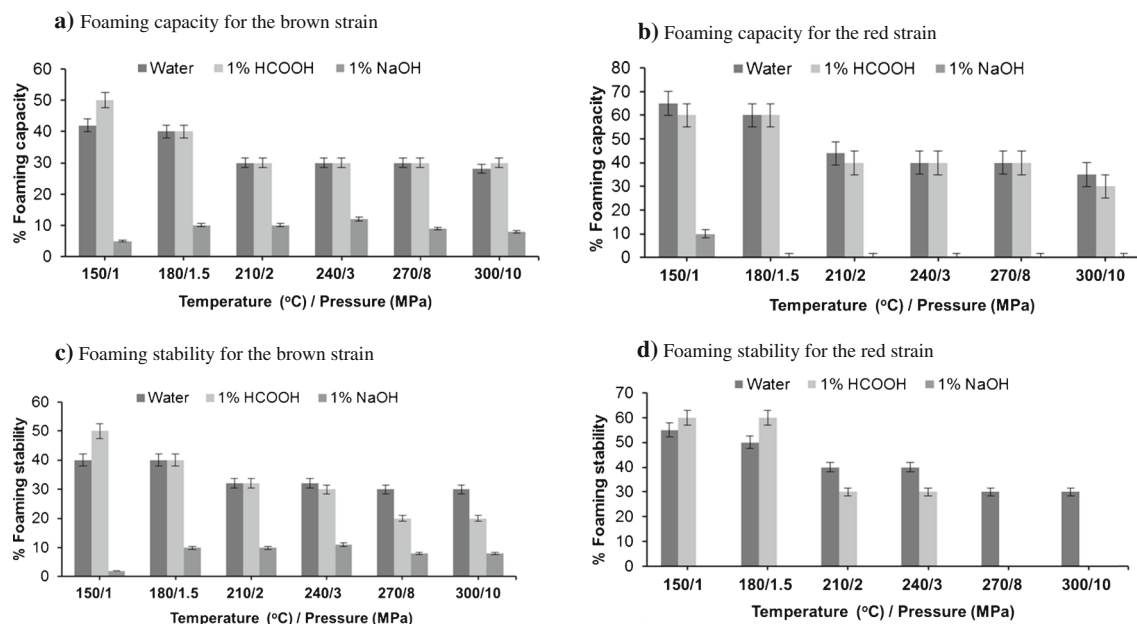 a) Foaming capacity for the brown strain
Water 1% HCOOH 1% NaOH
% Foaming capacity
60
50
40
30
20
10
0
150/1 180/1.5 210/2 240/3 270/8 300/10
Temperature (ºC) / Pressure (MPa)
b) Foaming capacity for the red strain
Water 1% HCOOH 1% NaOH
% Foaming capacity
80
70
60
50
40
30
20
10
0
150/1 180/1.5 210/2 240/3 270/8 300/10
Temperature (ºC) / Pressure (MPa)
c) Foaming stability for the brown strain
Water 1% HCOOH 1% NaOH
% Foaming stability
60
50
40
30
20
10
0
150/1 180/1.5 210/2 240/3 270/8 300/10
Temperature (ºC) / Pressure (MPa)
d) Foaming stability for the red strain
Water 1% HCOOH 1% NaOH
% Foaming stability
70
60
50
40
30
20
10
0
150/1 180/1.5 210/2 240/3 270/8 300/10
Temperature (ºC) / Pressure (MPa)